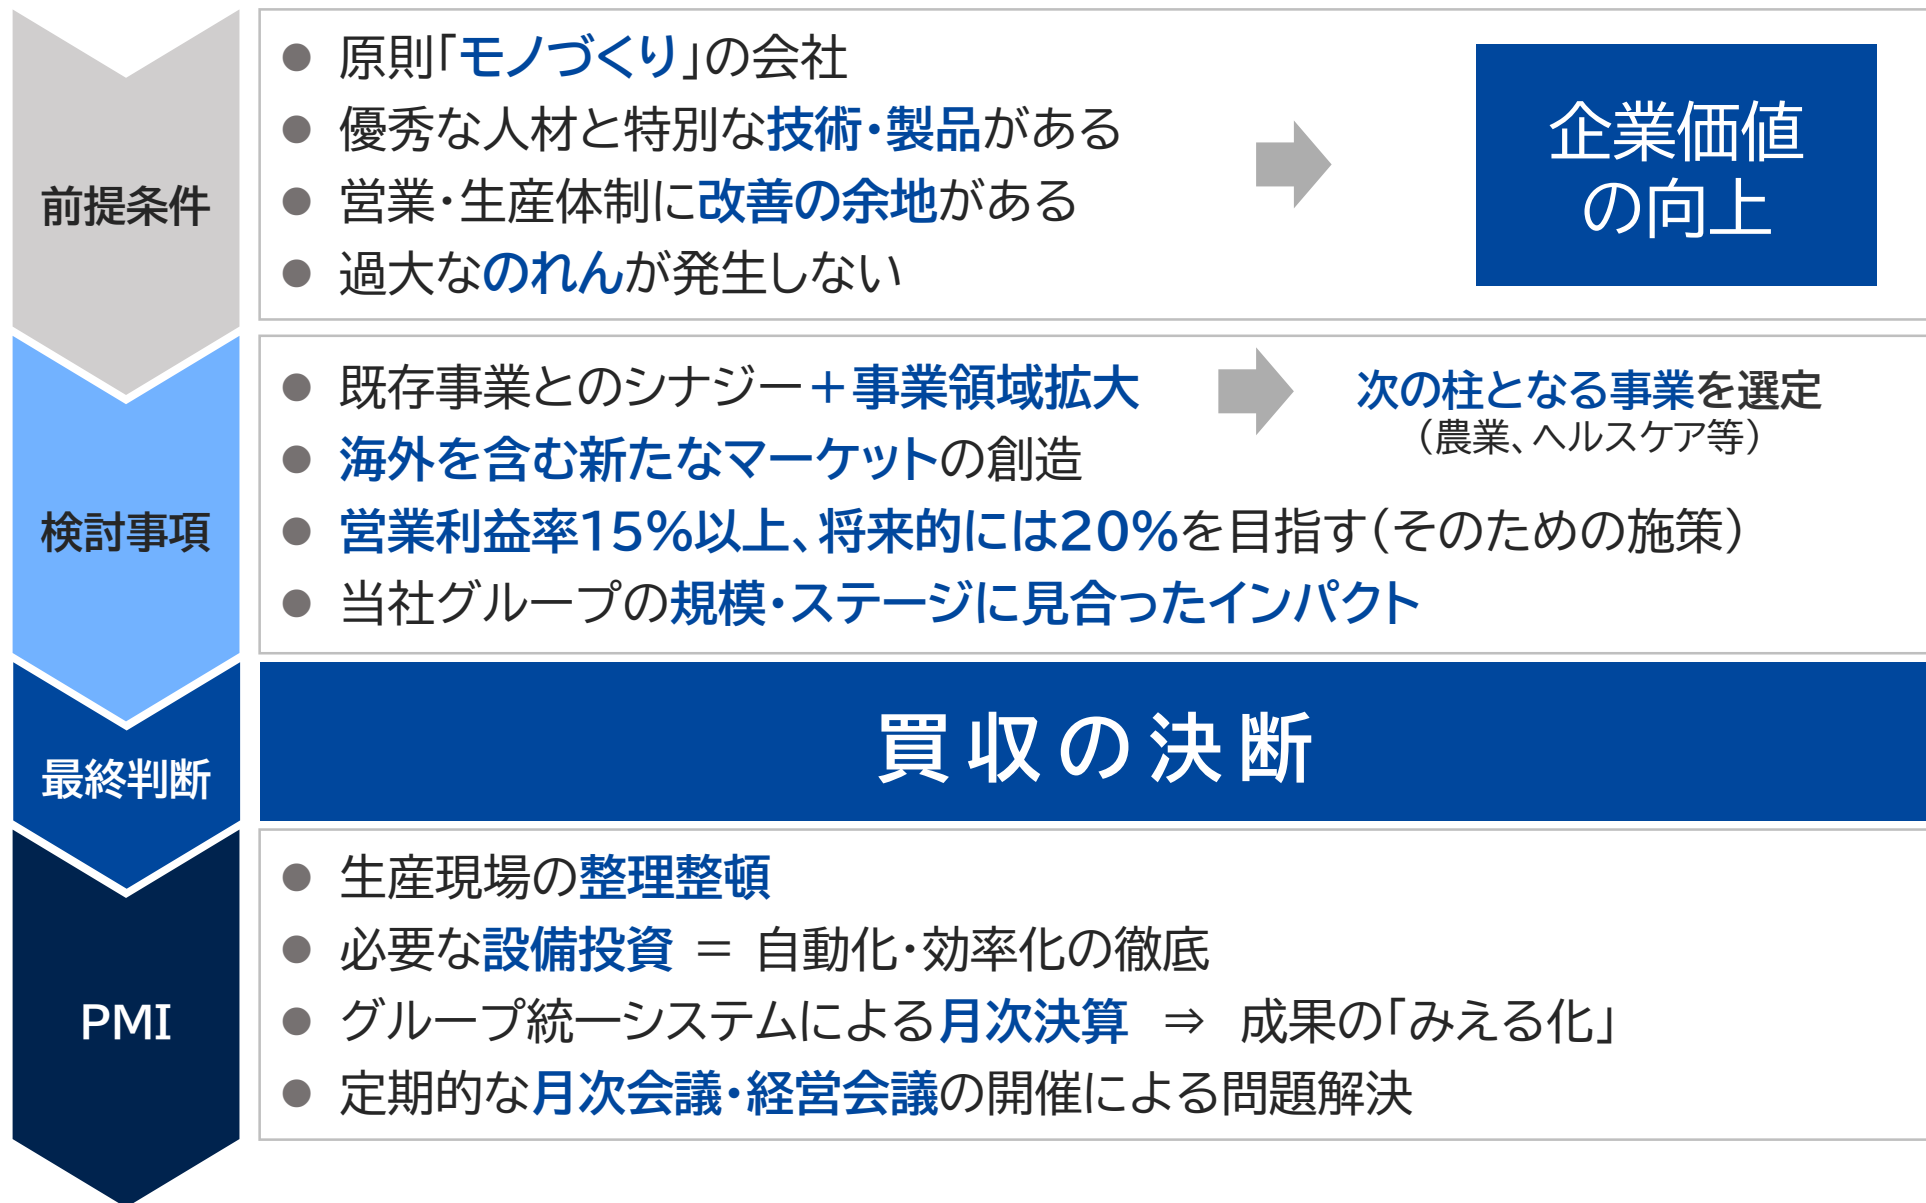 前提条件
● 原則「モノづくり」の会社
● 優秀な人材と特別な技術・製品がある
● 営業・生産体制に改善の余地がある
● 過大なのれんが発生しない
企業価値
の向上
検討事項
● 既存事業とのシナジー＋事業領域拡大
次の柱となる事業を選定
（農業、ヘルスケア等）
● 海外を含む新たなマーケットの創造
● 営業利益率15%以上、将来的には20%を目指す（そのための施策）
● 当社グループの規模・ステージに見合ったインパクト
最終判断
買収の決断
PMI
● 生産現場の整理整頓
● 必要な設備投資 ＝ 自動化・効率化の徹底
● グループ統一システムによる月次決算 ⇒ 成果の「みえる化」
● 定期的な月次会議・経営会議の開催による問題解決